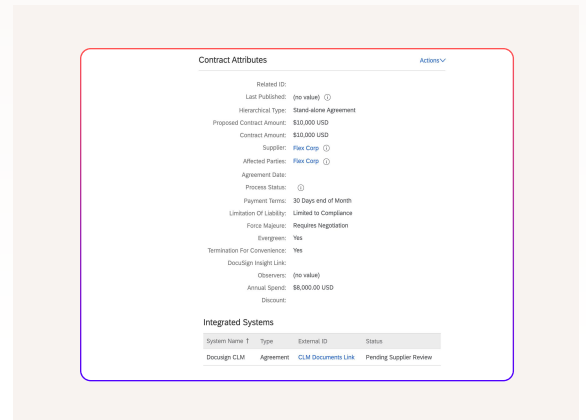 Contract Attributes Actions
Related ID:
Last Published: (no value)
Hierarchical Type: Stand-alone Agreement
Proposed Contract Amount: $10,000 USD
Contract Amount: $10,000 USD
Supplier: Flex Corp
Affected Parties: Flex Corp
Agreement Date:
Process Status:
Payment Terms: 30 Days end of Month
Limitation Of Liability: Limited to Compliance
Force Majeure: Requires Negotiation
Evergreen: Yes
Termination For Convenience: Yes
DocuSign Insight Link:
Observers: (no value)
Annual Spend: $8,000.00 USD
Discount:
Integrated Systems
System Name ↑ Type External ID Status
Docusign CLM Agreement CLM Documents Link Pending Supplier Review